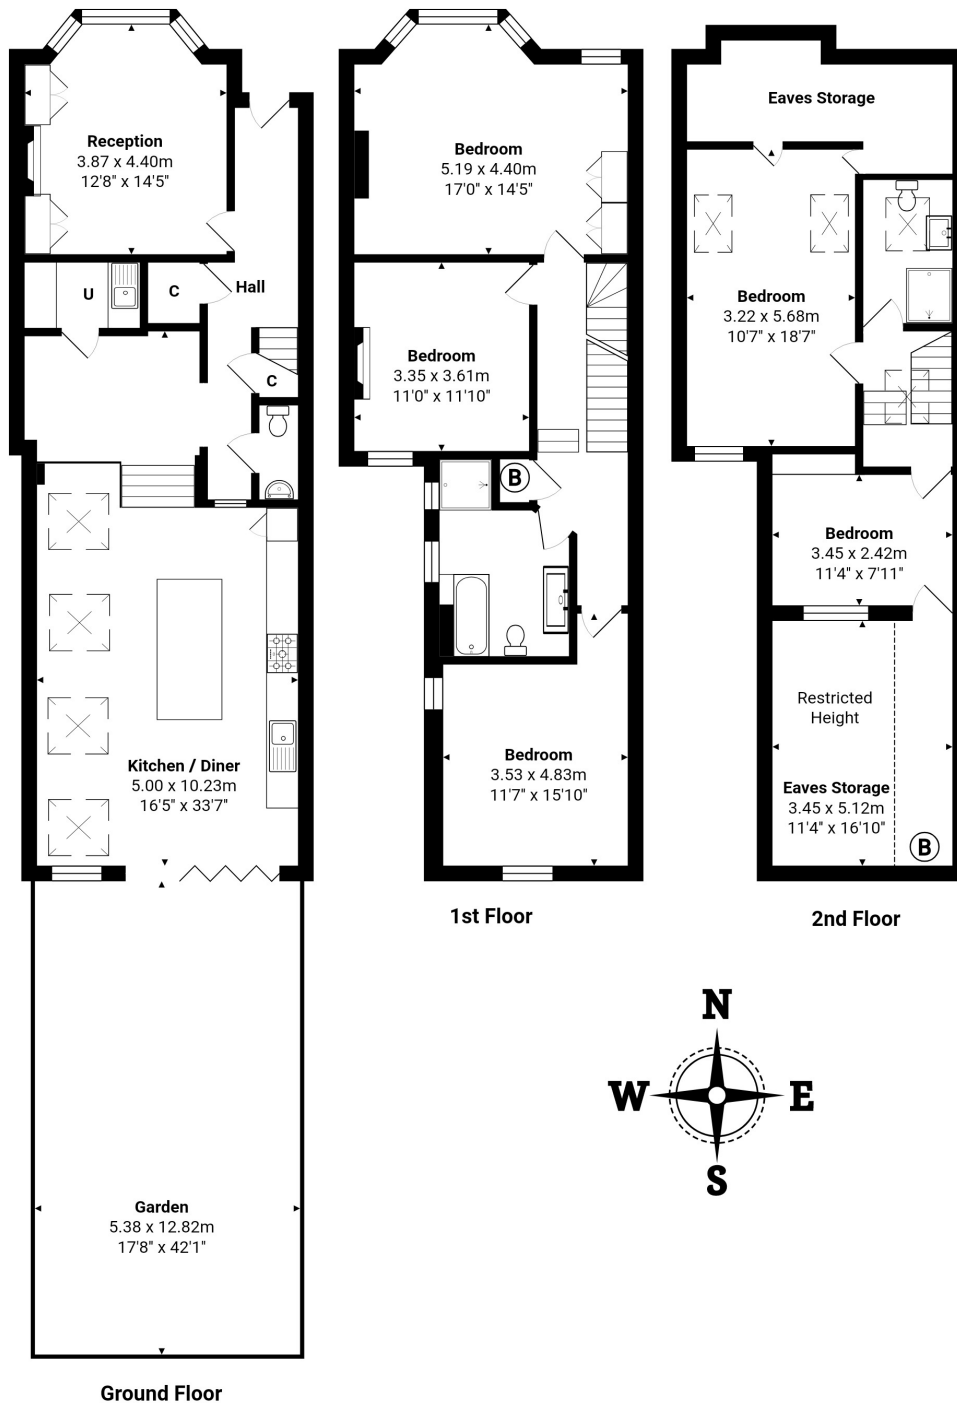 Reception
3.87 x 4.40m
12'8" x 14'5"
U
C
Hall
C
Kitchen / Diner
5.00 x 10.23m
16'5" x 33'7"
Garden
5.38 x 12.82m
17'8" x 42'1"
Ground Floor
Bedroom
5.19 x 4.40m
17'0" x 14'5"
Bedroom
3.35 x 3.61m
11'0" x 11'10"
B
Bedroom
3.53 x 4.83m
11'7" x 15'10"
1st Floor
Eaves Storage
Bedroom
3.22 x 5.68m
10'7" x 18'7"
Bedroom
3.45 x 2.42m
11'4" x 7'11"
Restricted
Height
Eaves Storage
3.45 x 5.12m
11'4" x 16'10"
B
2nd Floor
N
W
E
S